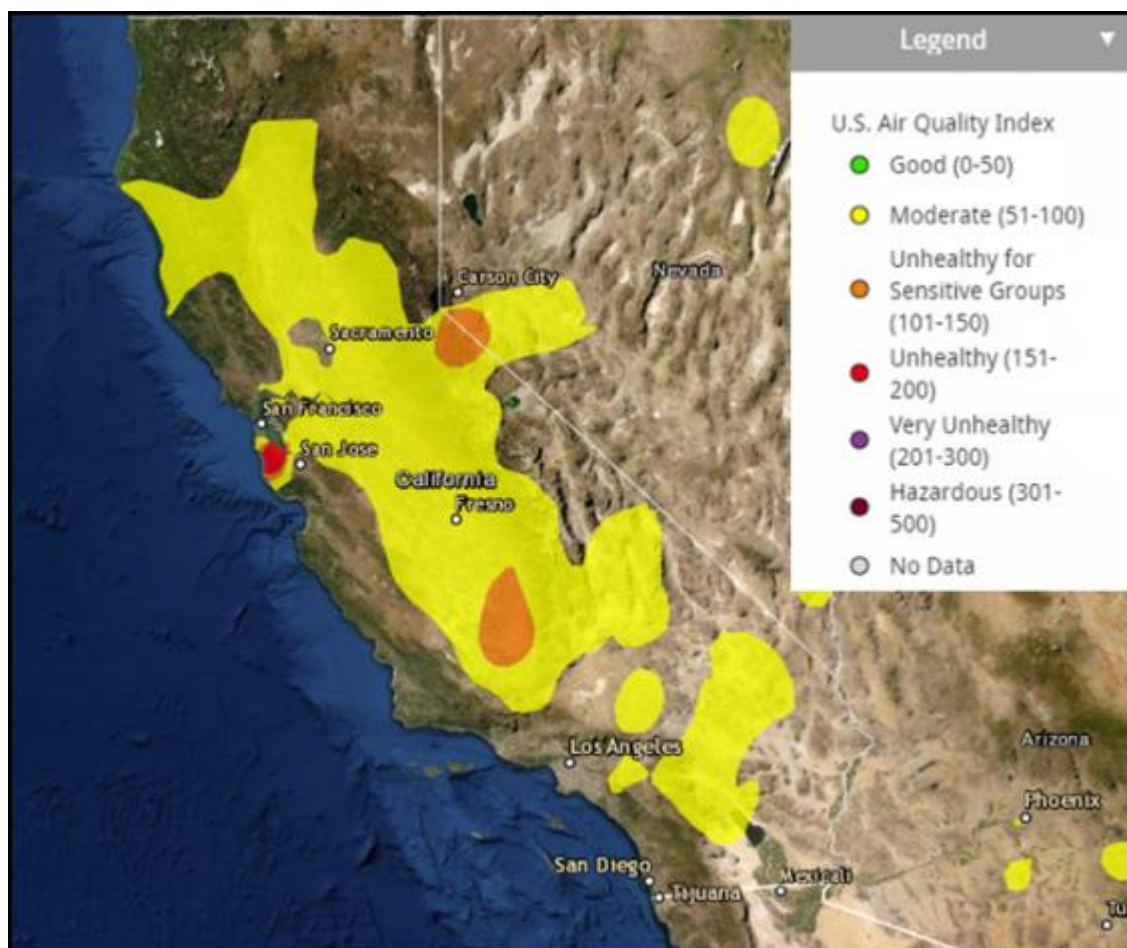 Legend
U.S. Air Quality Index
Good (0-50)
Moderate (51-100)
Unhealthy for
Sensitive Groups
(101-150)
Unhealthy (151-
200)
Very Unhealthy
(201-300)
Hazardous (301-
500)
No Data
Carson City
Nevada
Sacramento
San Francisco
San Jose
California
Fresno
Los Angeles
Arizona
Phoenix
San Diego
Tijuana
Mexicali
Tu